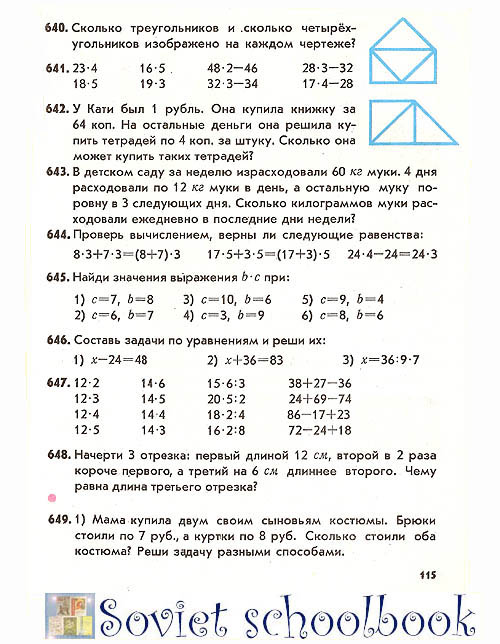 640. Сколько треугольников и сколько четырёх-
угольников изображено на каждом чертеже?
641. 23·4 16·5 48·2−46 28·3−32
18·5 19·3 32·3−34 17·4−28
642. У Кати был 1 рубль. Она купила книжку за
64 коп. На остальные деньги она решила ку-
пить тетрадей по 4 коп. за штуку. Сколько она
может купить таких тетрадей?
643. В детском саду за неделю израсходовали 60 кг муки. 4 дня
расходовали по 12 кг муки в день, а остальную муку по-
ровну в 3 следующих дня. Сколько килограммов муки рас-
ходовали ежедневно в последние дни недели?
644. Проверь вычислением, верны ли следующие равенства:
8·3+7·3=(8+7)·3 17·5+3·5=(17+3)·5 24·4−24=24·3
645. Найди значения выражения b·c при:
1) c=7, b=8 3) c=10, b=6 5) c=9, b=4
2) c=6, b=7 4) c=3, b=9 6) c=8, b=6
646. Составь задачи по уравнениям и реши их:
1) x−24=48 2) x+36=83 3) x=36:9·7
647. 12·2 14·6 15·6:3 38+27−36
12·3 14·5 20·5:2 24+69−74
12·4 14·4 18·2:4 86−17+23
12·5 14·3 16·2:8 72−24+18
648. Начерти 3 отрезка: первый длиной 12 см, второй в 2 раза
короче первого, а третий на 6 см длиннее второго. Чему
равна длина третьего отрезка?
649. 1) Мама купила двум своим сыновьям костюмы. Брюки
стоили по 7 руб., а куртки по 8 руб. Сколько стоили оба
костюма? Реши задачу разными способами.
115
Soviet schoolbook